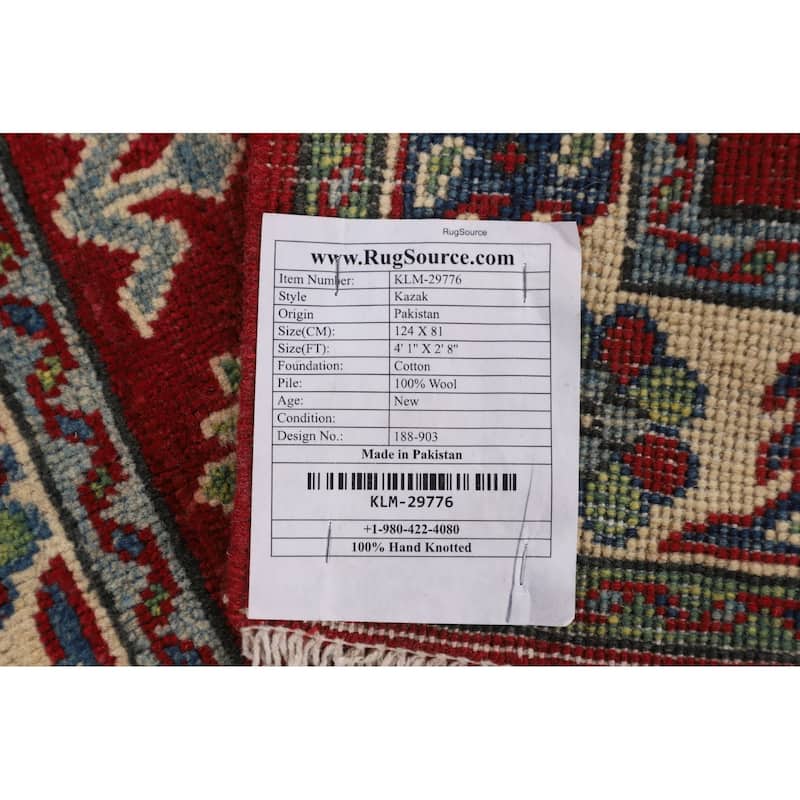 RugSource
www.RugSource.com
Item Number: KLM-29776
Style Kazak
Origin Pakistan
Size(CM): 124 X 81
Size(FT): 4' 1" X 2' 8"
Foundation: Cotton
Pile: 100% Wool
Age: New
Condition:
Design No.: 188-903
Made in Pakistan
KLM-29776
+1-980-422-4080
100% Hand Knotted